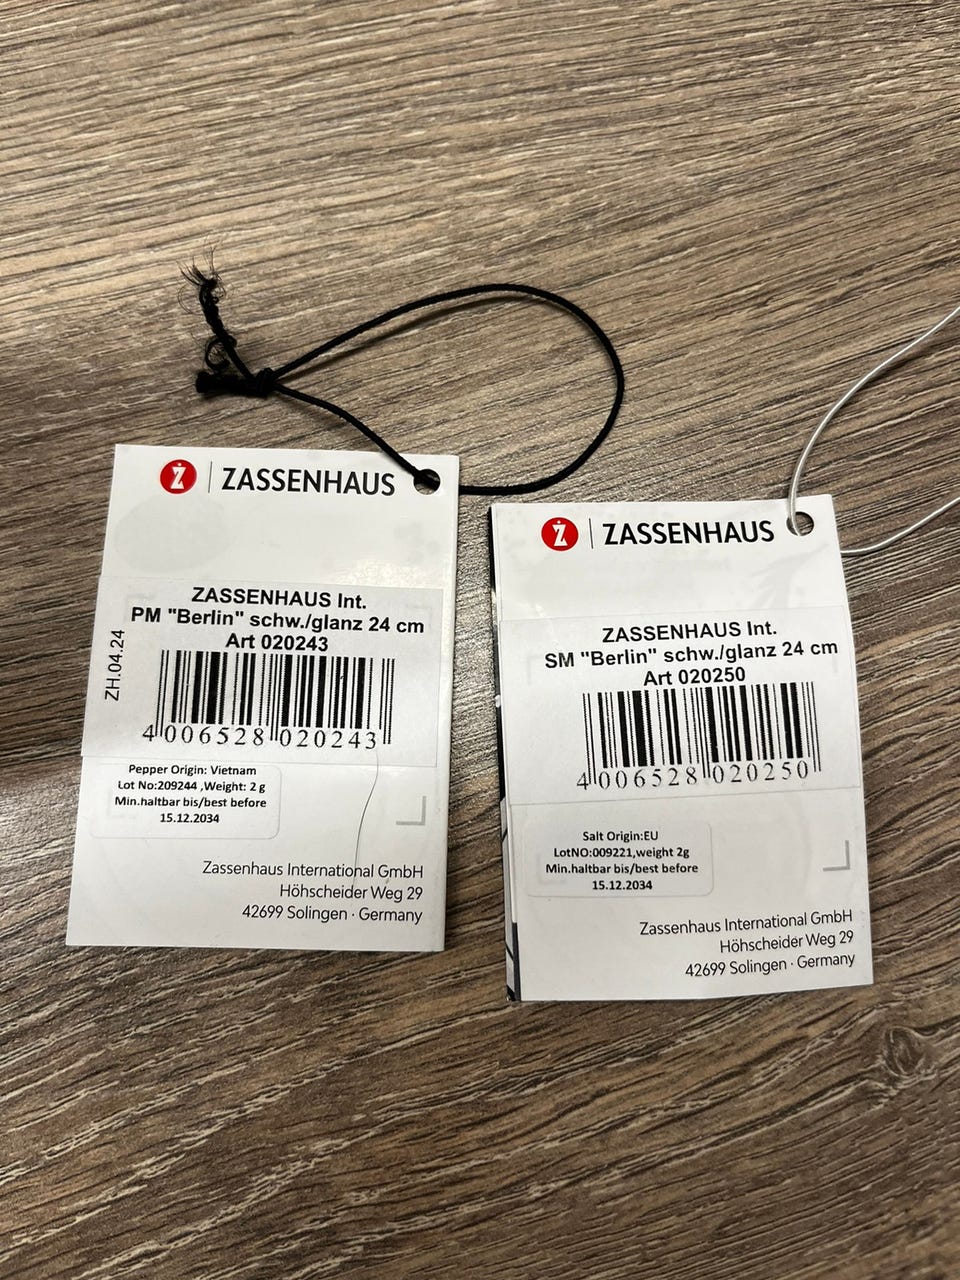 Ż ZASSENHAUS
ZASSENHAUS Int.
PM "Berlin" schw./glanz 24 cm
Art 020243
ZH.04.24
4 006528 020243
Pepper Origin: Vietnam
Lot No:209244 ,Weight: 2 g
Min.haltbar bis/best before
15.12.2034
Zassenhaus International GmbH
Höhscheider Weg 29
42699 Solingen · Germany
Ż ZASSENHAUS
ZASSENHAUS Int.
SM "Berlin" schw./glanz 24 cm
Art 020250
4 006528 020250
Salt Origin:EU
LotNO:009221,weight 2g
Min.haltbar bis/best before
15.12.2034
Zassenhaus International GmbH
Höhscheider Weg 29
42699 Solingen · Germany